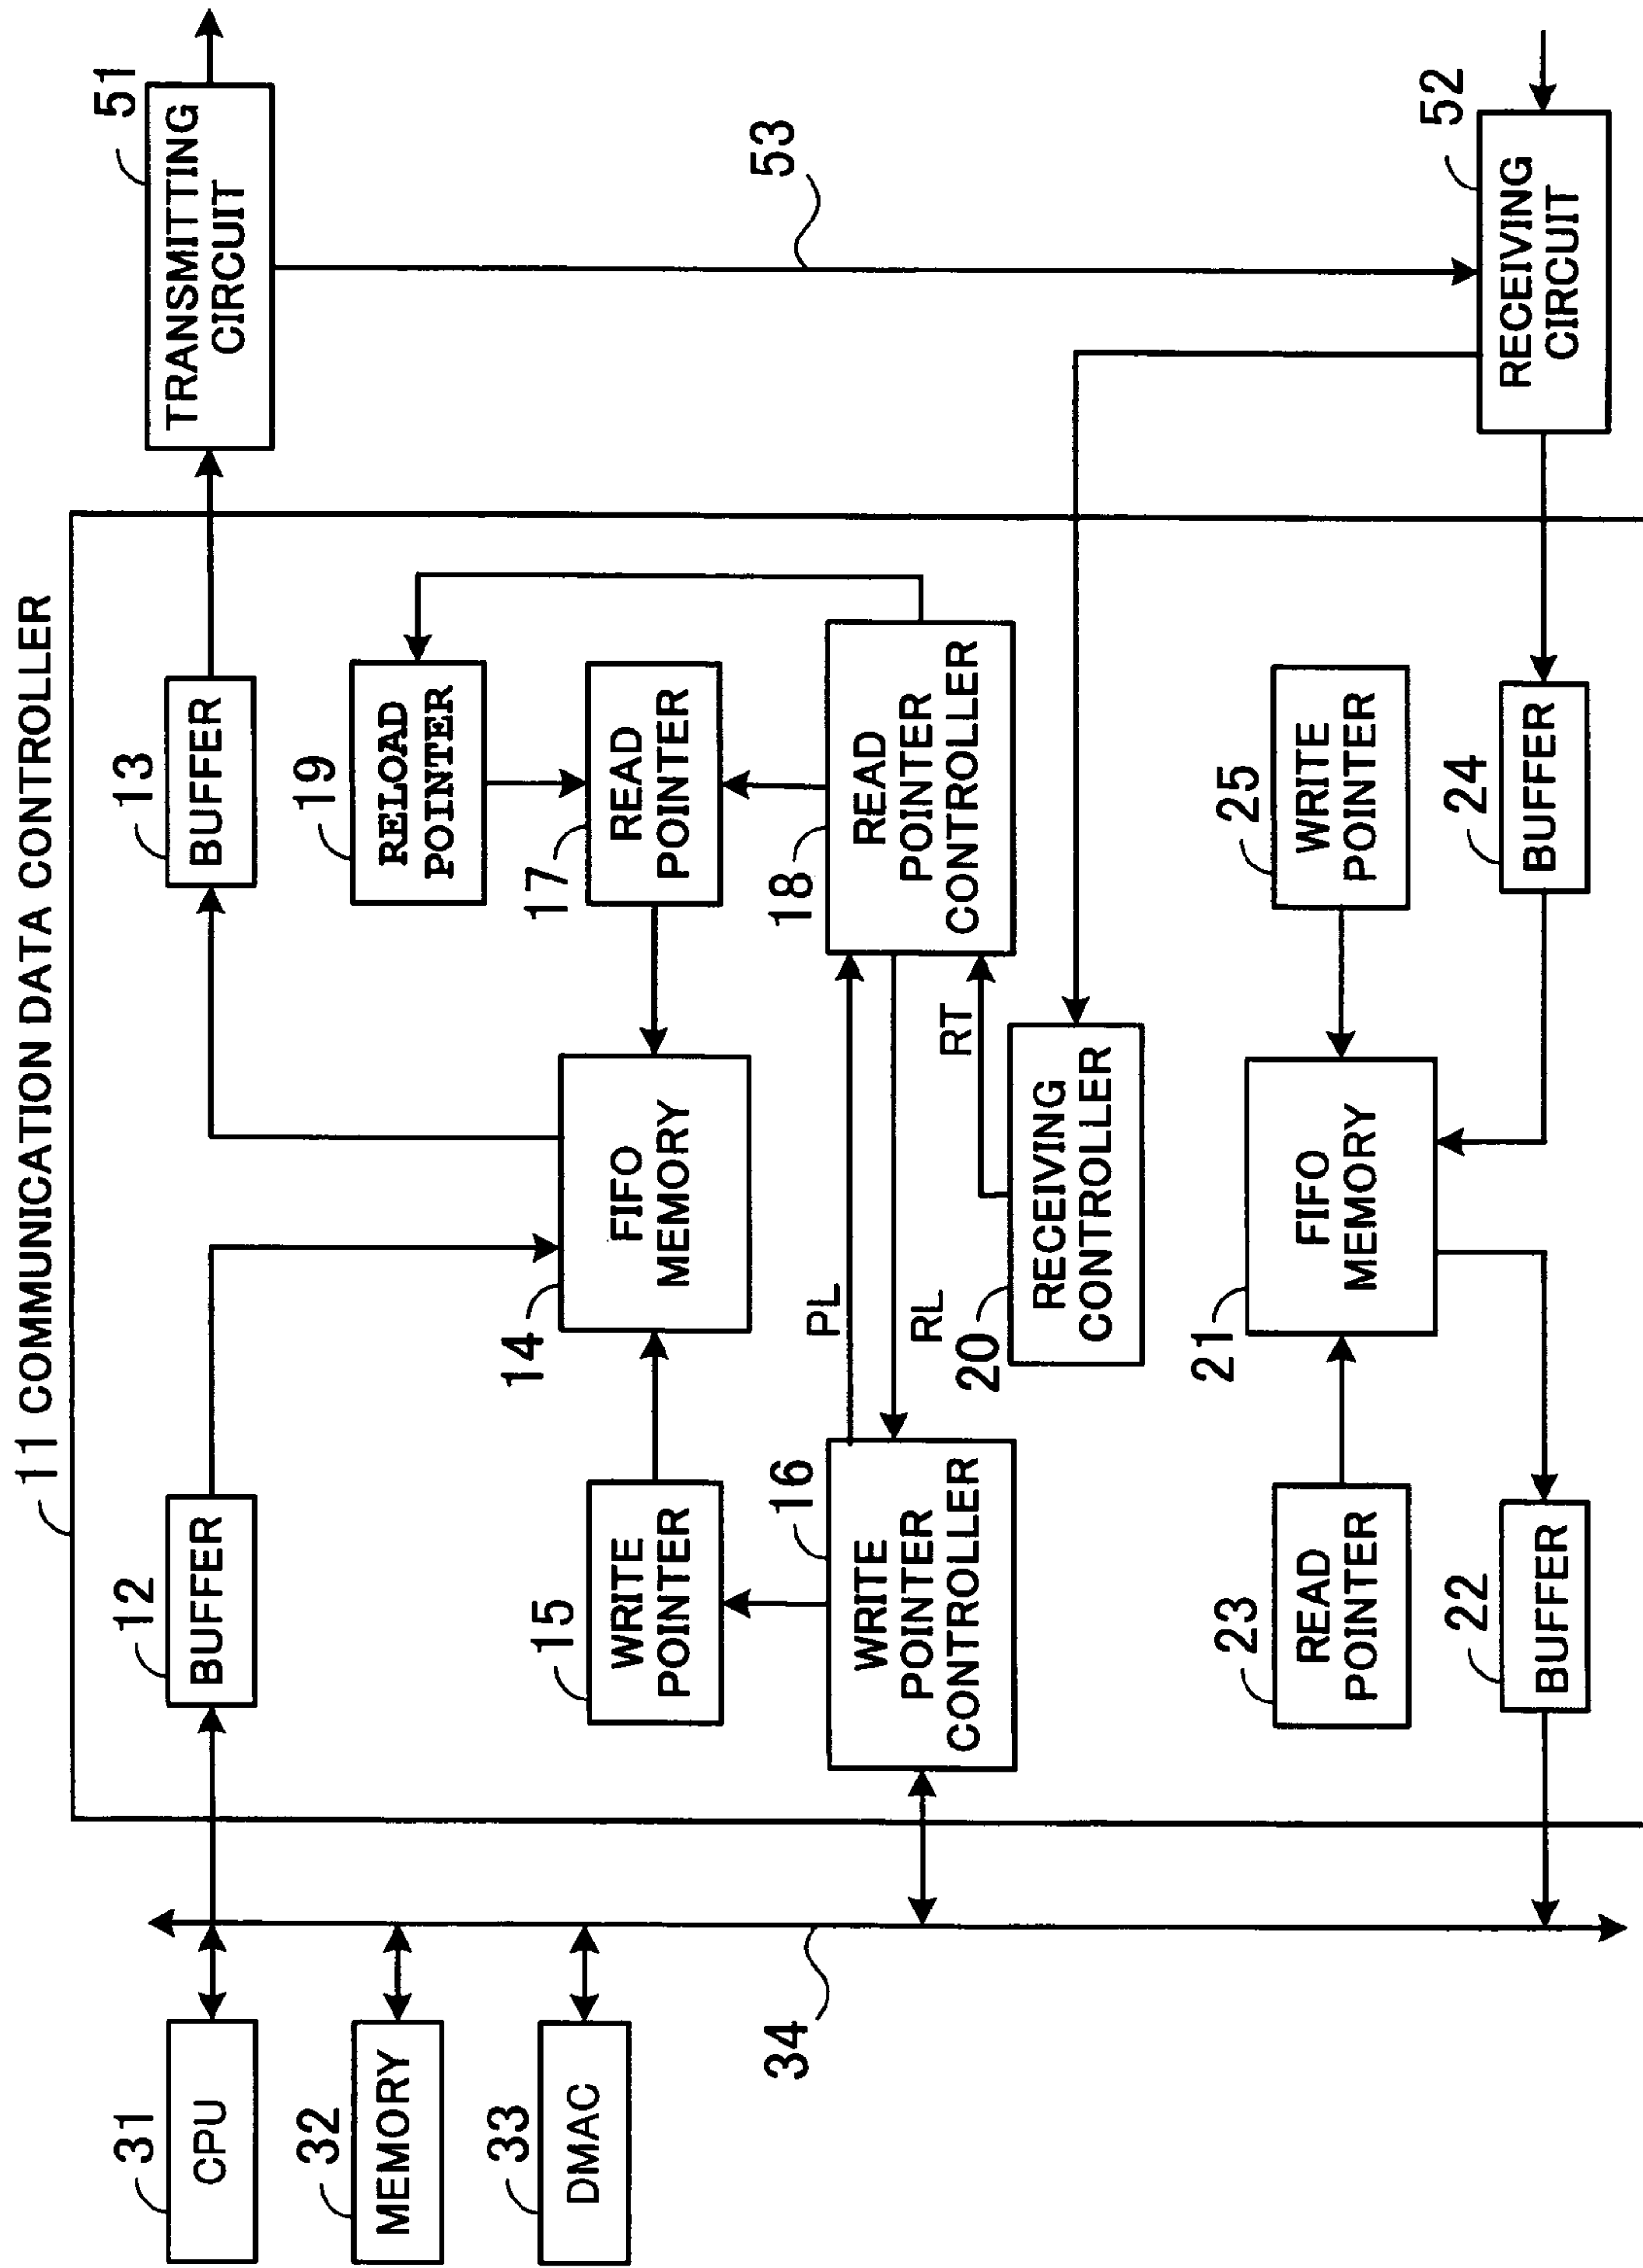 11 COMMUNICATION DATA CONTROLLER
31
CPU
32
MEMORY
33
DMAC
34
12
BUFFER
13
BUFFER
51
TRANSMITTING
CIRCUIT
14
FIFO
MEMORY
15
WRITE
POINTER
16
WRITE
POINTER
CONTROLLER
19
RELOAD
POINTER
17
READ
POINTER
18
READ
POINTER
CONTROLLER
PL
RL
RT
20
RECEIVING
CONTROLLER
53
21
FIFO
MEMORY
23
READ
POINTER
25
WRITE
POINTER
22
BUFFER
24
BUFFER
52
RECEIVING
CIRCUIT